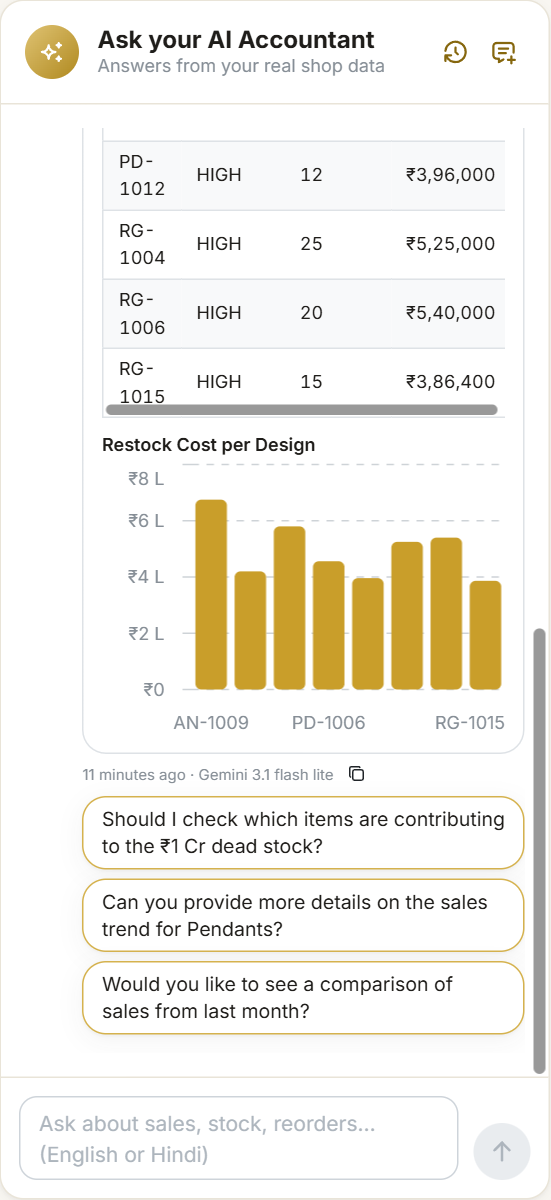 Ask your AI Accountant
Answers from your real shop data
PD-
1012 HIGH 12 ₹3,96,000
RG-
1004 HIGH 25 ₹5,25,000
RG-
1006 HIGH 20 ₹5,40,000
RG-
1015 HIGH 15 ₹3,86,400
Restock Cost per Design
₹8 L
₹6 L
₹4 L
₹2 L
₹0
AN-1009 PD-1006 RG-1015
11 minutes ago · Gemini 3.1 flash lite
Should I check which items are contributing
to the ₹1 Cr dead stock?
Can you provide more details on the sales
trend for Pendants?
Would you like to see a comparison of
sales from last month?
Ask about sales, stock, reorders...
(English or Hindi)